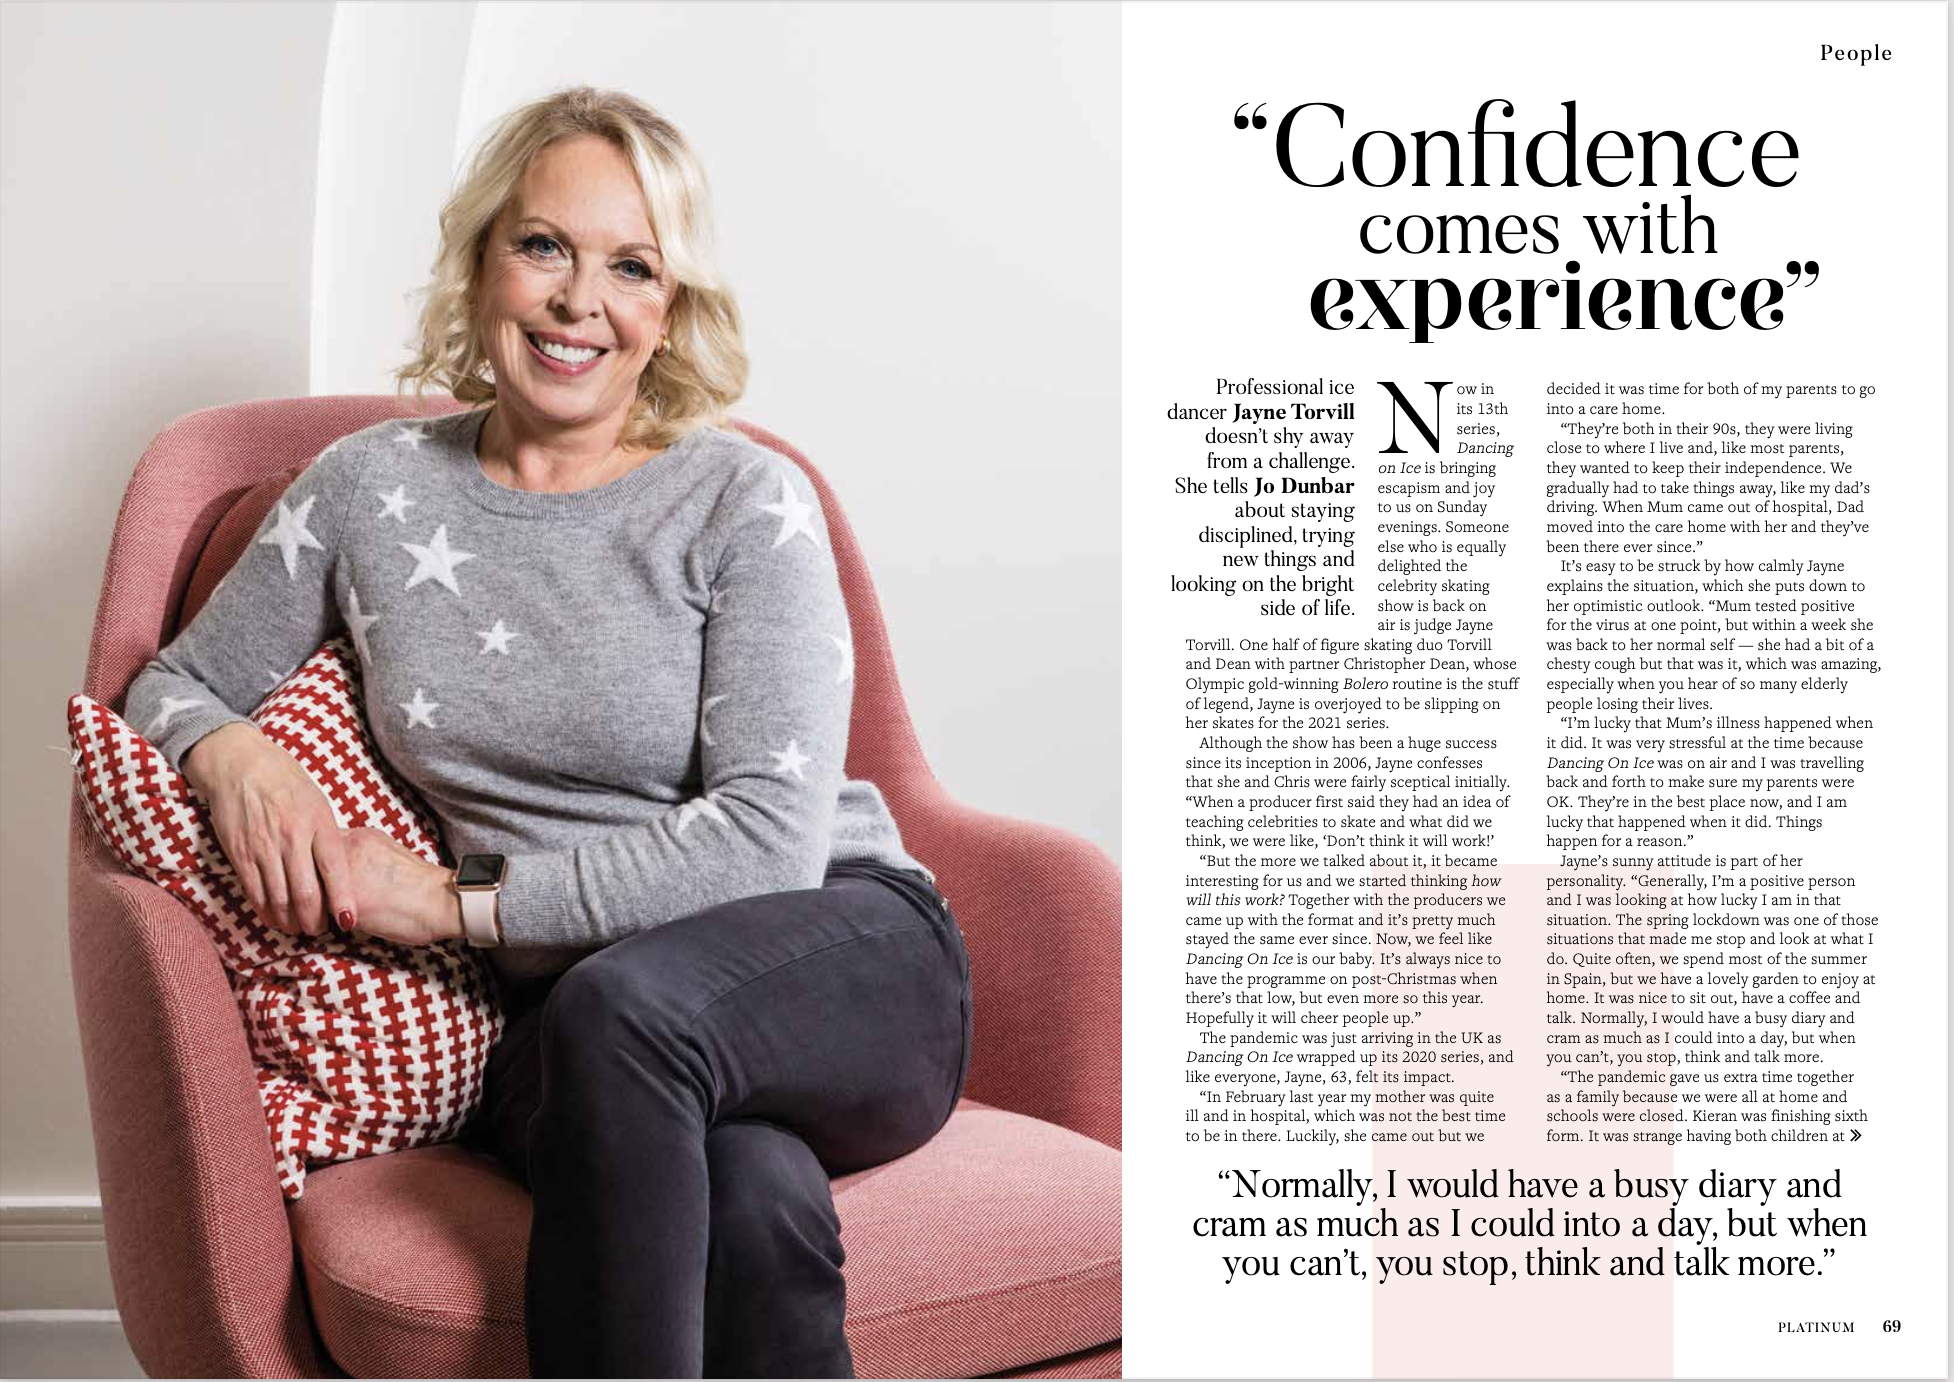 People
“Confidence
comes with
experience”
Professional ice
dancer Jayne Torvill
doesn’t shy away
from a challenge.
She tells Jo Dunbar
about staying
disciplined, trying
new things and
looking on the bright
side of life.
Now in
its 13th
series,
Dancing
on Ice is bringing
escapism and joy
to us on Sunday
evenings. Someone
else who is equally
delighted the
celebrity skating
show is back on
air is judge Jayne
Torvill. One half of figure skating duo Torvill
and Dean with partner Christopher Dean, whose
Olympic gold-winning Bolero routine is the stuff
of legend, Jayne is overjoyed to be slipping on
her skates for the 2021 series.
Although the show has been a huge success
since its inception in 2006, Jayne confesses
that she and Chris were fairly sceptical initially.
“When a producer first said they had an idea of
teaching celebrities to skate and what did we
think, we were like, ‘Don’t think it will work!’
“But the more we talked about it, it became
interesting for us and we started thinking how
will this work? Together with the producers we
came up with the format and it’s pretty much
stayed the same ever since. Now, we feel like
Dancing On Ice is our baby. It’s always nice to
have the programme on post-Christmas when
there’s that low, but even more so this year.
Hopefully it will cheer people up.”
The pandemic was just arriving in the UK as
Dancing On Ice wrapped up its 2020 series, and
like everyone, Jayne, 63, felt its impact.
“In February last year my mother was quite
ill and in hospital, which was not the best time
to be in there. Luckily, she came out but we
decided it was time for both of my parents to go
into a care home.
“They’re both in their 90s, they were living
close to where I live and, like most parents,
they wanted to keep their independence. We
gradually had to take things away, like my dad’s
driving. When Mum came out of hospital, Dad
moved into the care home with her and they’ve
been there ever since.”
It’s easy to be struck by how calmly Jayne
explains the situation, which she puts down to
her optimistic outlook. “Mum tested positive
for the virus at one point, but within a week she
was back to her normal self — she had a bit of a
chesty cough but that was it, which was amazing,
especially when you hear of so many elderly
people losing their lives.
“I’m lucky that Mum’s illness happened when
it did. It was very stressful at the time because
Dancing On Ice was on air and I was travelling
back and forth to make sure my parents were
OK. They’re in the best place now, and I am
lucky that happened when it did. Things
happen for a reason.”
Jayne’s sunny attitude is part of her
personality. “Generally, I’m a positive person
and I was looking at how lucky I am in that
situation. The spring lockdown was one of those
situations that made me stop and look at what I
do. Quite often, we spend most of the summer
in Spain, but we have a lovely garden to enjoy at
home. It was nice to sit out, have a coffee and
talk. Normally, I would have a busy diary and
cram as much as I could into a day, but when
you can’t, you stop, think and talk more.
“The pandemic gave us extra time together
as a family because we were all at home and
schools were closed. Kieran was finishing sixth
form. It was strange having both children at »
“Normally, I would have a busy diary and
cram as much as I could into a day, but when
you can’t, you stop, think and talk more.”
PLATINUM 69